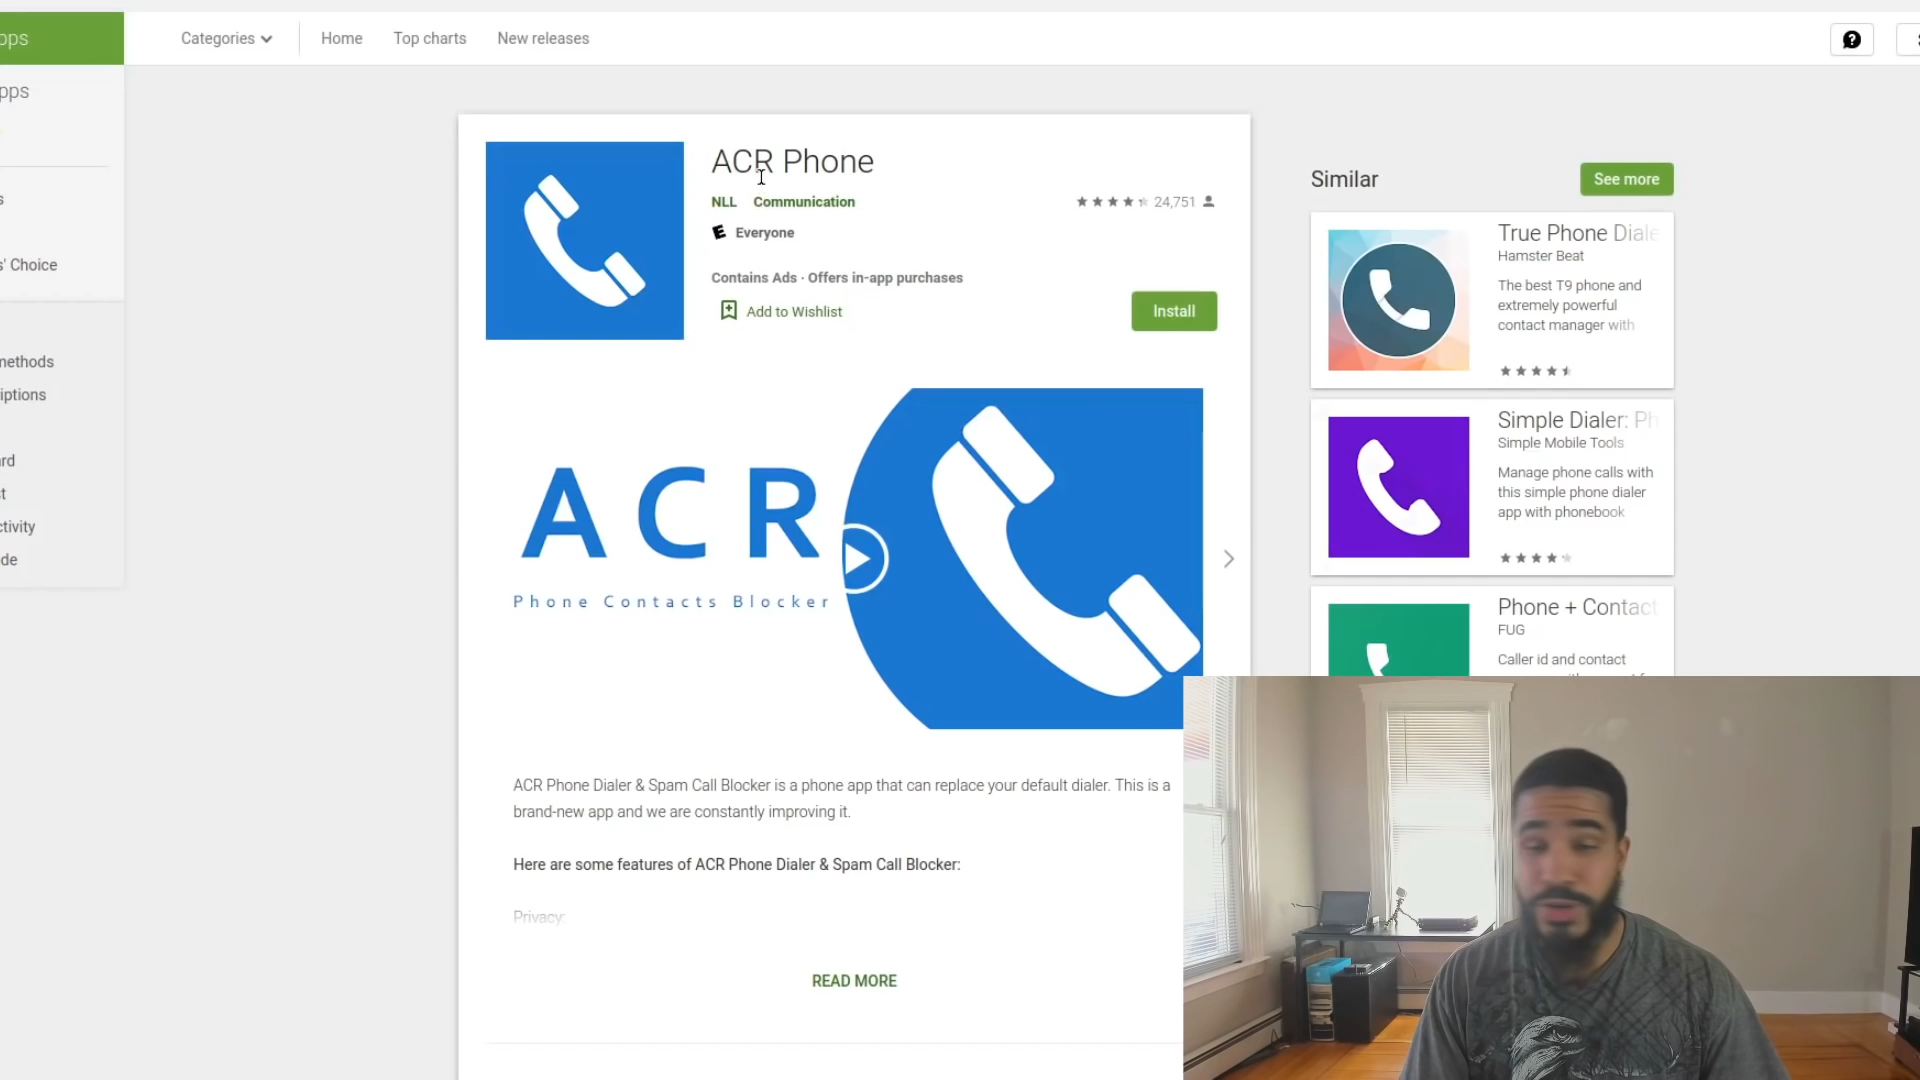 pps
Categories
Home
Top charts
New releases
pps
s
s' Choice
methods
iptions
rd
t
ctivity
de
ACR Phone
NLL Communication
24,751
E Everyone
Contains Ads · Offers in-app purchases
Add to Wishlist
Install
ACR
Phone Contacts Blocker
ACR Phone Dialer & Spam Call Blocker is a phone app that can replace your default dialer. This is a
brand-new app and we are constantly improving it.
Here are some features of ACR Phone Dialer & Spam Call Blocker:
Privacy:
READ MORE
Similar
See more
True Phone Diale
Hamster Beat
The best T9 phone and
extremely powerful
contact manager with
Simple Dialer: Ph
Simple Mobile Tools
Manage phone calls with
this simple phone dialer
app with phonebook
Phone + Contact
FUG
Caller id and contact